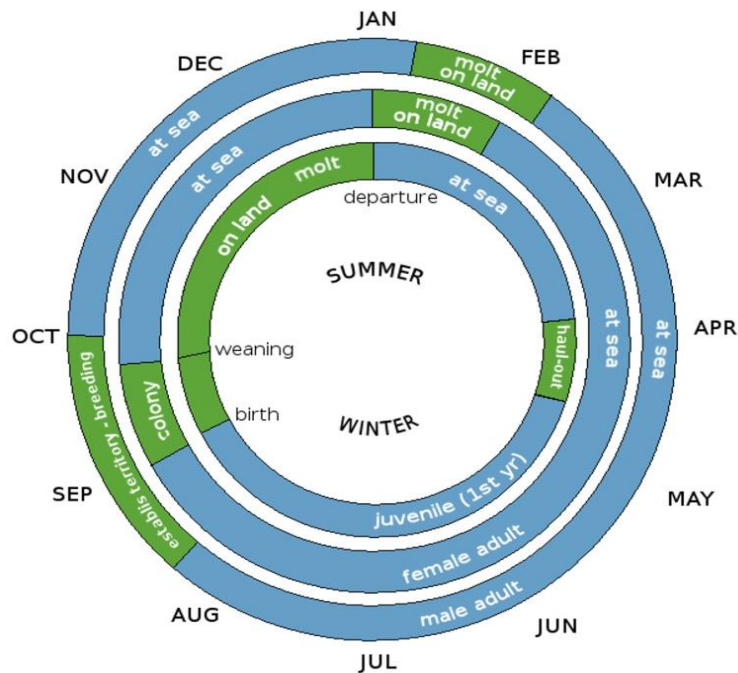 JAN
FEB
MAR
APR
MAY
JUN
JUL
AUG
SEP
OCT
NOV
DEC
at sea
molt
on land
at sea
establis territory - breeding
male adult
at sea
molt
on land
at sea
colony
female adult
on land
molt
at sea
haul-out
juvenile (1st yr)
departure
SUMMER
weaning
birth
WINTER